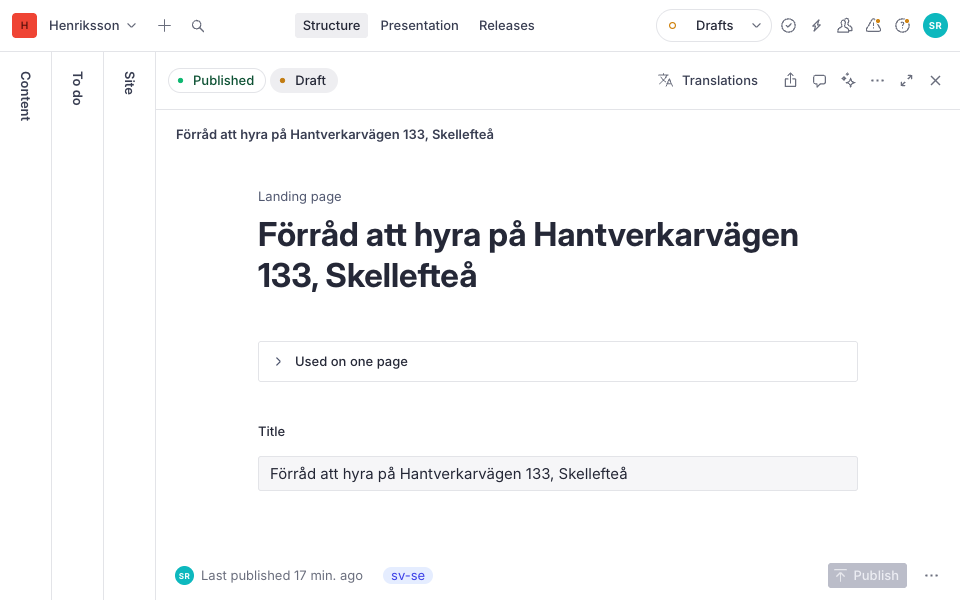 H Henriksson Structure Presentation Releases Drafts SR
Content
To do
Site
Published Draft Translations
Förråd att hyra på Hantverkarvägen 133, Skellefteå
Landing page
Förråd att hyra på Hantverkarvägen
133, Skellefteå
Used on one page
Title
Förråd att hyra på Hantverkarvägen 133, Skellefteå
SR Last published 17 min. ago sv-se Publish